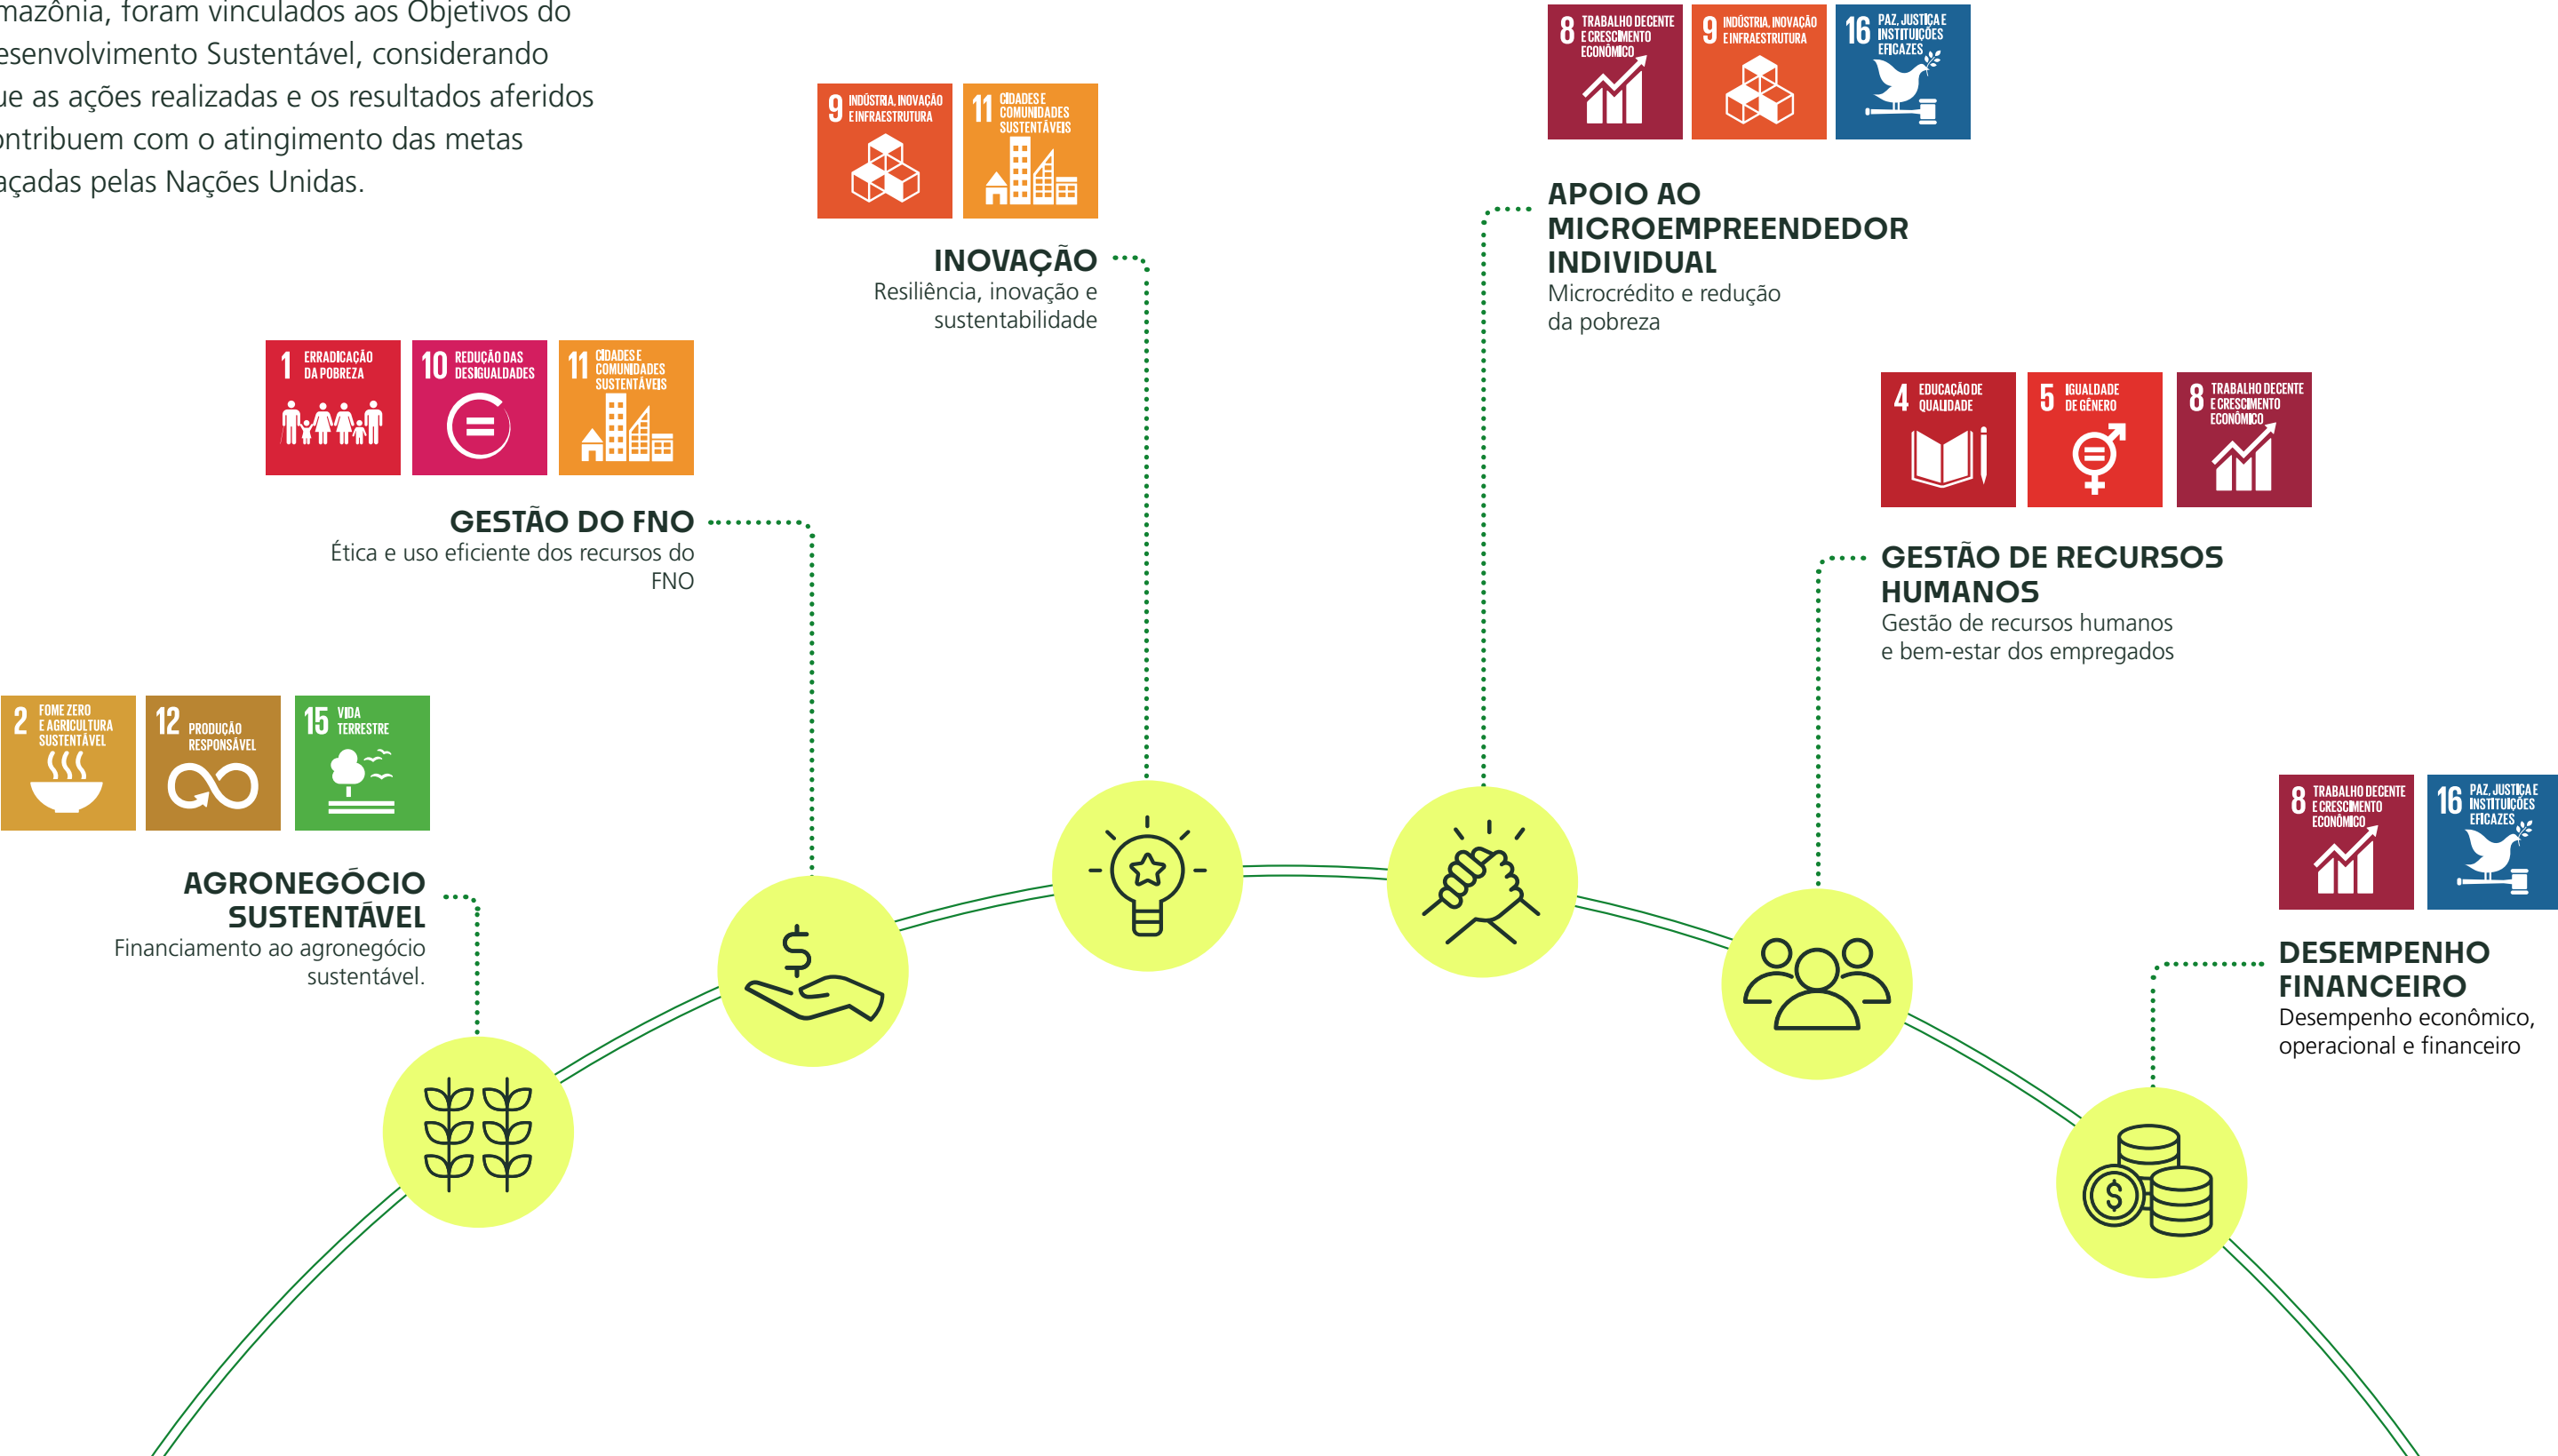 mazônia, foram vinculados aos Objetivos do
esenvolvimento Sustentável, considerando
ue as ações realizadas e os resultados aferidos
ontribuem com o atingimento das metas
açadas pelas Nações Unidas.
9 INDÚSTRIA, INOVAÇÃO
E INFRAESTRUTURA
11 CIDADES E
COMUNIDADES
SUSTENTÁVEIS
INOVAÇÃO
Resiliência, inovação e
sustentabilidade
8 TRABALHO DECENTE
E CRESCIMENTO
ECONÔMICO
9 INDÚSTRIA, INOVAÇÃO
E INFRAESTRUTURA
16 PAZ, JUSTIÇA E
INSTITUIÇÕES
EFICAZES
APOIO AO
MICROEMPREENDEDOR
INDIVIDUAL
Microcrédito e redução
da pobreza
1 ERRADICAÇÃO
DA POBREZA
10 REDUÇÃO DAS
DESIGUALDADES
11 CIDADES E
COMUNIDADES
SUSTENTÁVEIS
GESTÃO DO FNO
Ética e uso eficiente dos recursos do
FNO
4 EDUCAÇÃO DE
QUALIDADE
5 IGUALDADE
DE GÊNERO
8 TRABALHO DECENTE
E CRESCIMENTO
ECONÔMICO
GESTÃO DE RECURSOS
HUMANOS
Gestão de recursos humanos
e bem-estar dos empregados
2 FOME ZERO
E AGRICULTURA
SUSTENTÁVEL
12 PRODUÇÃO
RESPONSÁVEL
15 VIDA
TERRESTRE
AGRONEGÓCIO
SUSTENTÁVEL
Financiamento ao agronegócio
sustentável.
8 TRABALHO DECENTE
E CRESCIMENTO
ECONÔMICO
16 PAZ, JUSTIÇA E
INSTITUIÇÕES
EFICAZES
DESEMPENHO
FINANCEIRO
Desempenho econômico,
operacional e financeiro
$
$